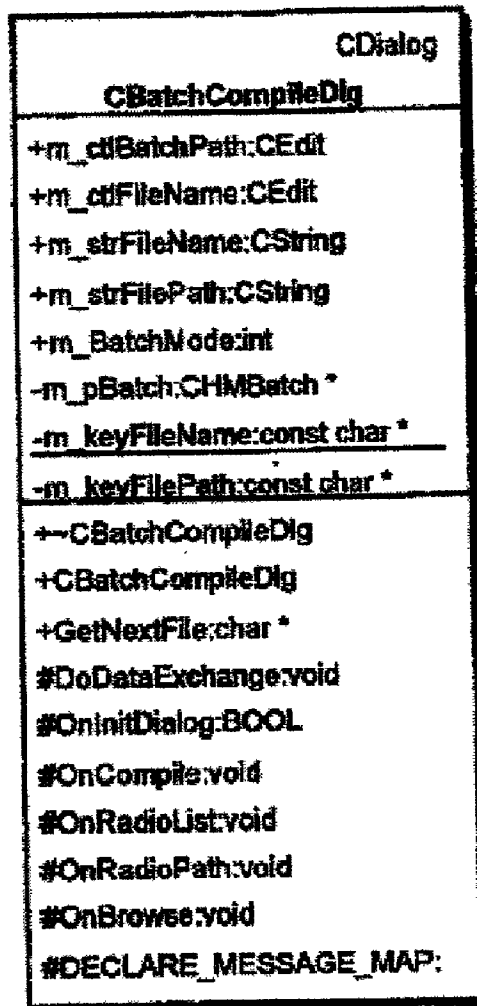 CDialog
CBatchCompileDlg
+m_ctlBatchPath:CEdit
+m_ctlFileName:CEdit
+m_strFileName:CString
+m_strFilePath:CString
+m_BatchMode:int
-m_pBatch:CHMBatch *
-m_keyFileName:const char *
-m_keyFilePath:const char *
+~CBatchCompileDlg
+CBatchCompileDlg
+GetNextFile:char *
#DoDataExchange:void
#OnInitDialog:BOOL
#OnCompile:void
#OnRadioList:void
#OnRadioPath:void
#OnBrowse:void
#DECLARE_MESSAGE_MAP: